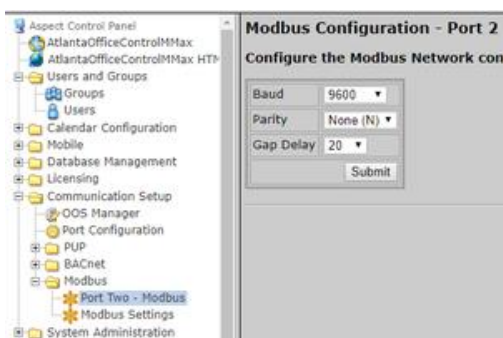 Aspect Control Panel
AtlantaOfficeControlMMax
AtlantaOfficeControlMMax HTM
Users and Groups
Groups
Users
Calendar Configuration
Mobile
Database Management
Licensing
Communication Setup
OOS Manager
Port Configuration
PUP
BACnet
Modbus
Port Two - Modbus
Modbus Settings
System Administration
Modbus Configuration - Port 2
Configure the Modbus Network con
Baud 9600
Parity None (N)
Gap Delay 20
Submit